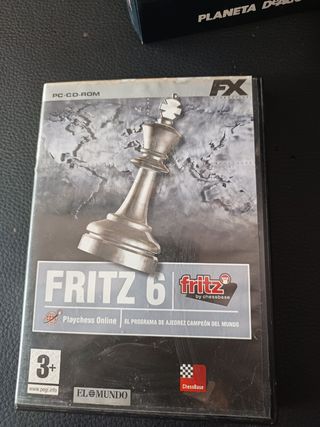 PLANETA D
PC-CD-ROM
FX
FRITZ 6
fritz
by chessbase
Playchess Online
EL PROGRAMA DE AJEDREZ CAMPEÓN DEL MUNDO
3+
www.pegi.info
EL MUNDO
ChessBase